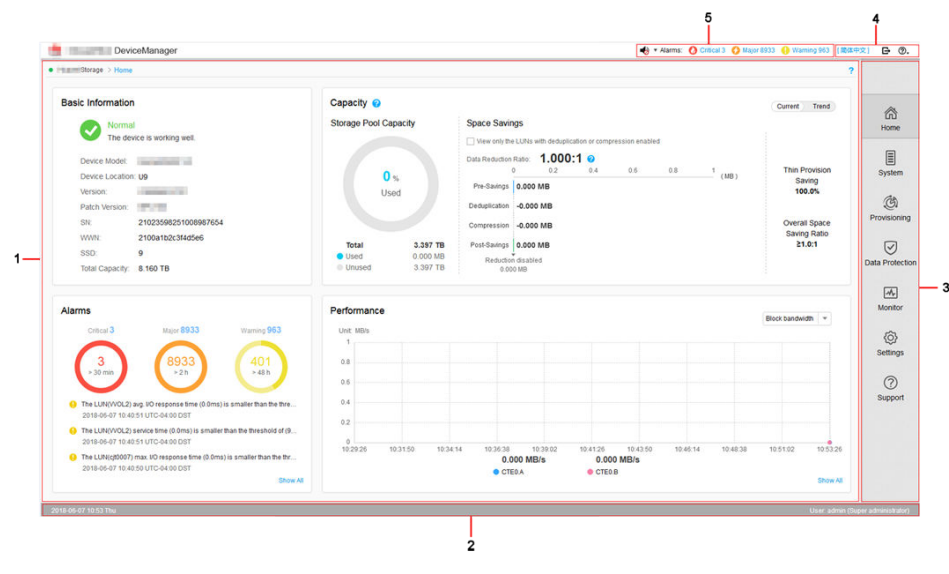 5
4
DeviceManager
Alarms: Critical 3 Major 8933 Warning 963 [简体中文]
Storage > Home
?
Basic Information
Normal
The device is working well.
Device Model:
Device Location: U9
Version:
Patch Version:
SN: 21023598251008987654
WWN: 2100a1b2c3f4d5e6
SSD: 9
Total Capacity: 8.160 TB
Capacity ?
Current Trend
Storage Pool Capacity
0 %
Used
Total 3.397 TB
Used 0.000 MB
Unused 3.397 TB
Space Savings
View only the LUNs with deduplication or compression enabled
Data Reduction Ratio: 1.000:1 ?
0 0.2 0.4 0.6 0.8 1 (MB)
Pre-Savings 0.000 MB
Deduplication -0.000 MB
Compression -0.000 MB
Post-Savings 0.000 MB
Reduction disabled
0.000 MB
Thin Provision
Saving
100.0%
Overall Space
Saving Ratio
≥1.0:1
Home
System
Provisioning
Data Protection
Monitor
Settings
Support
1
3
Alarms
Critical 3 Major 8933 Warning 963
3
> 30 min
8933
> 2 h
401
> 48 h
The LUN(VVOL2) avg. I/O response time (0.0ms) is smaller than the thre...
2018-06-07 10:40:51 UTC-04:00 DST
The LUN(VVOL2) service time (0.0ms) is smaller than the threshold of (9...
2018-06-07 10:40:51 UTC-04:00 DST
The LUN(cjt0007) max. I/O response time (0.0ms) is smaller than the thr...
2018-06-07 10:40:50 UTC-04:00 DST
Show All
Performance
Block bandwidth
Unit: MB/s
1
0.8
0.6
0.4
0.2
0
10:29:26 10:31:50 10:34:14 10:36:38 10:39:02 10:41:26 10:43:50 10:46:14 10:48:38 10:51:02 10:53:26
0.000 MB/s 0.000 MB/s
CTE0.A CTE0.B
Show All
2018-06-07 10:53 Thu
User: admin (Super administrator)
2